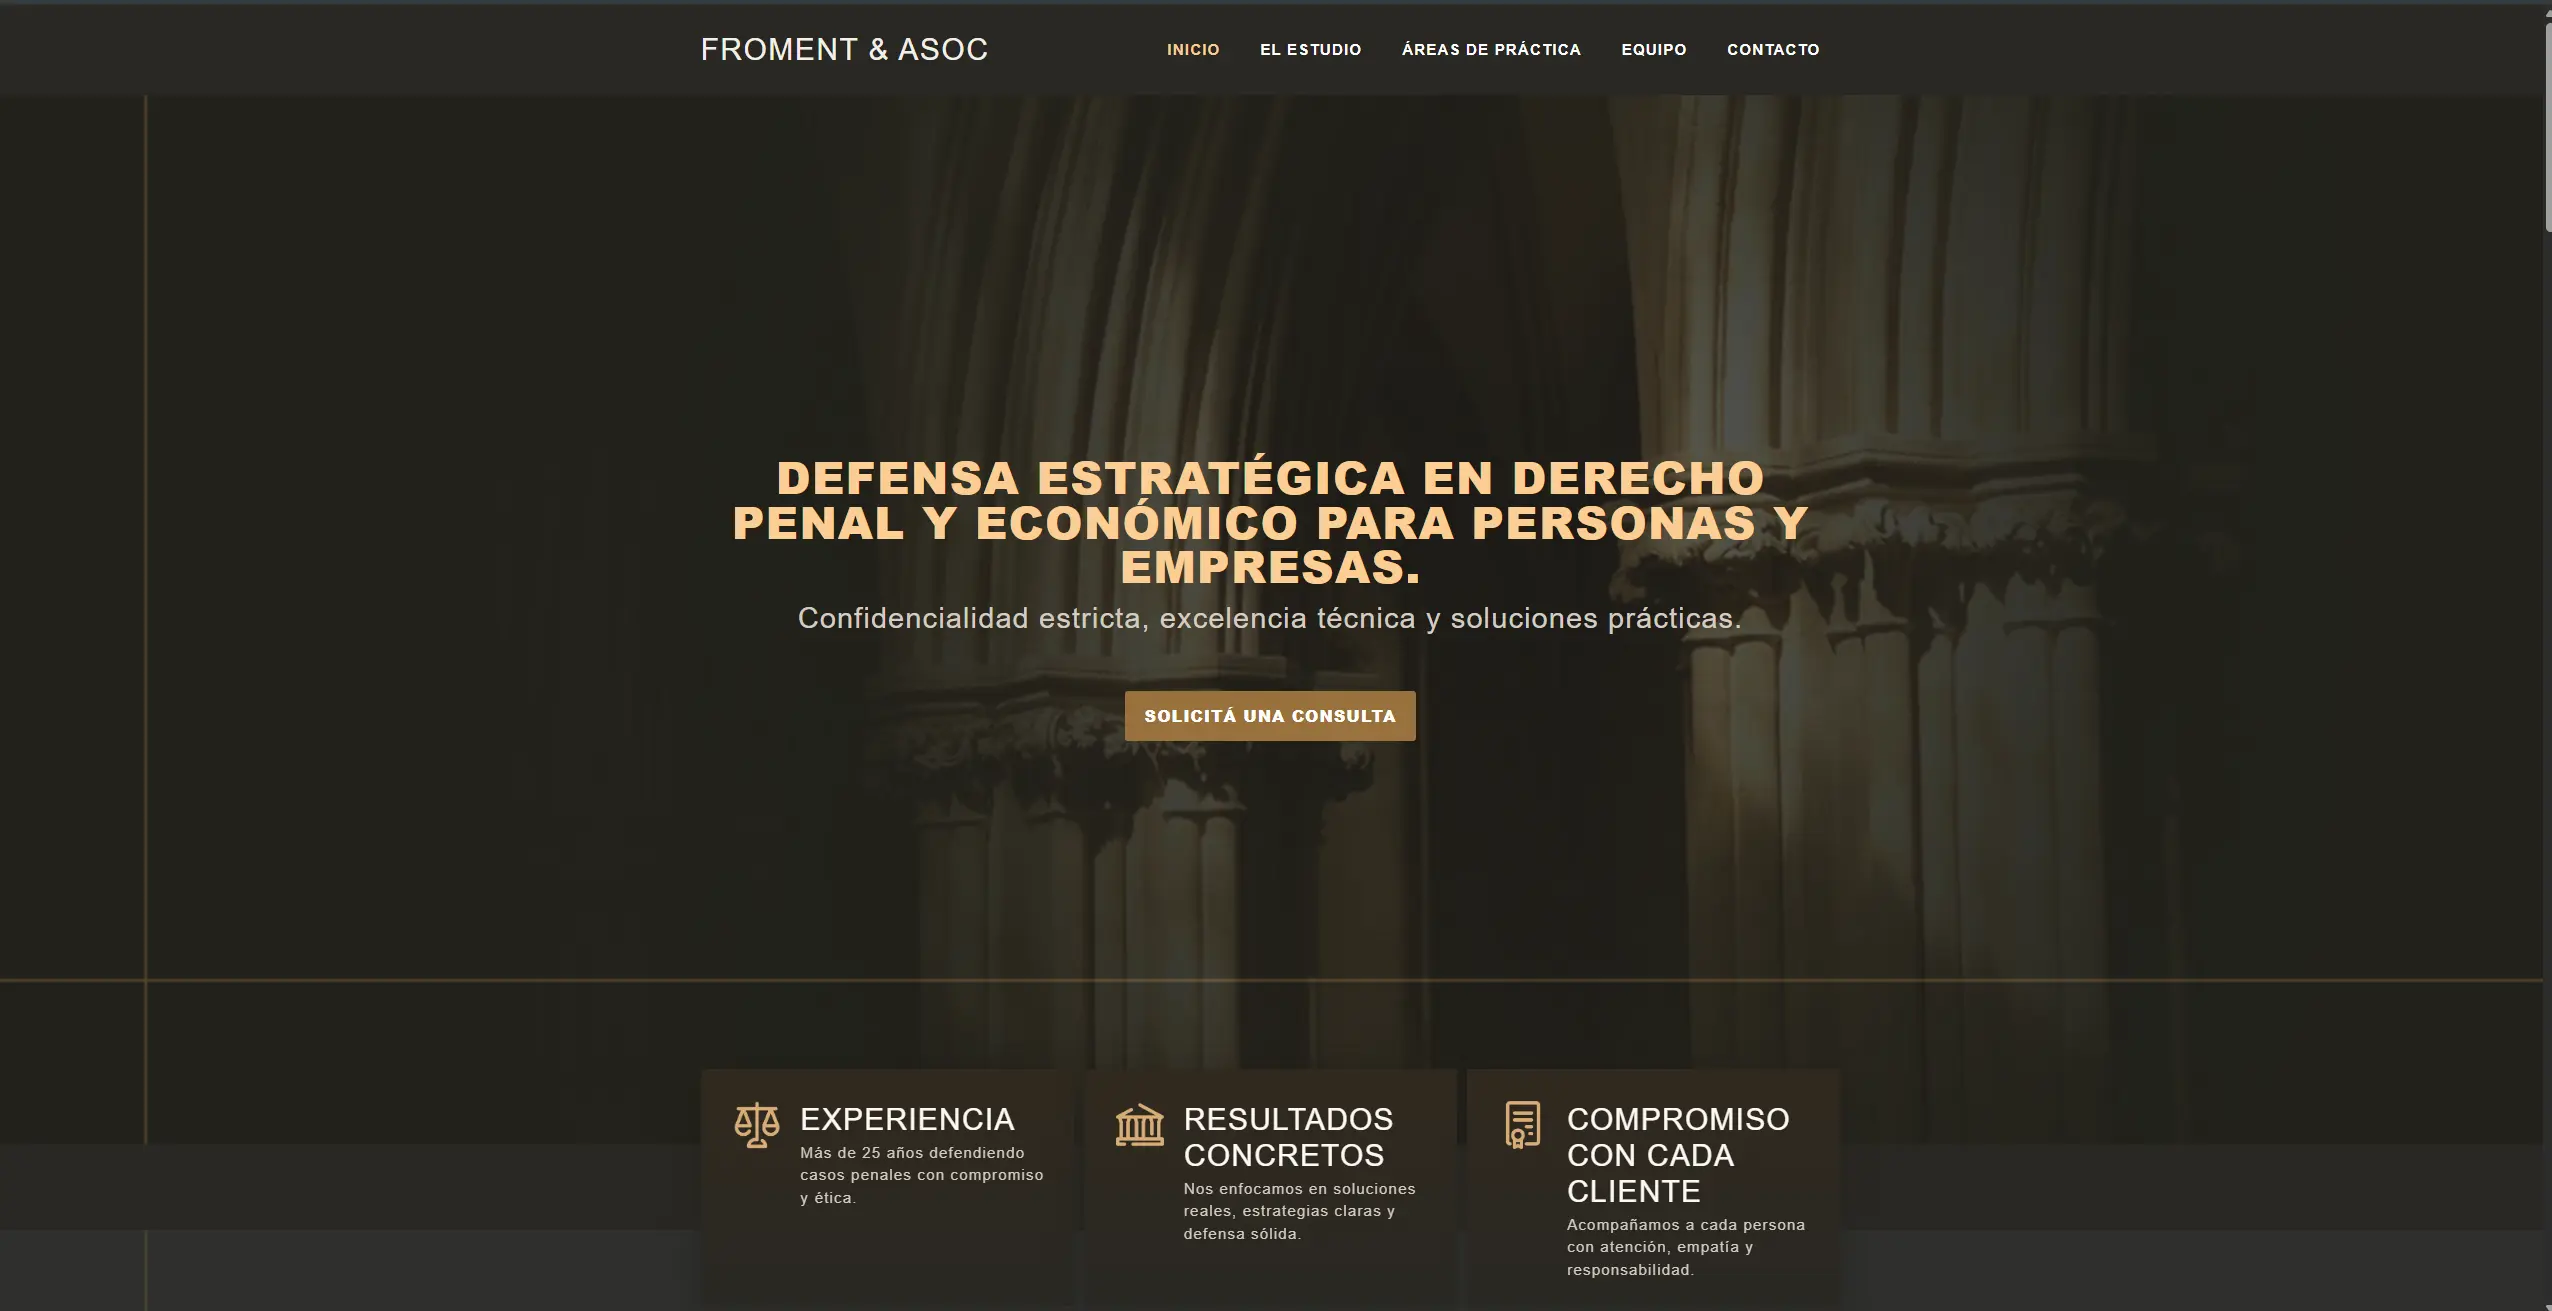 FROMENT & ASOC
INICIO
EL ESTUDIO
ÁREAS DE PRÁCTICA
EQUIPO
CONTACTO
DEFENSA ESTRATÉGICA EN DERECHO
PENAL Y ECONÓMICO PARA PERSONAS Y
EMPRESAS.
Confidencialidad estricta, excelencia técnica y soluciones prácticas.
SOLICITÁ UNA CONSULTA
EXPERIENCIA
Más de 25 años defendiendo
casos penales con compromiso
y ética.
RESULTADOS
CONCRETOS
Nos enfocamos en soluciones
reales, estrategias claras y
defensa sólida.
COMPROMISO
CON CADA
CLIENTE
Acompañamos a cada persona
con atención, empatía y
responsabilidad.